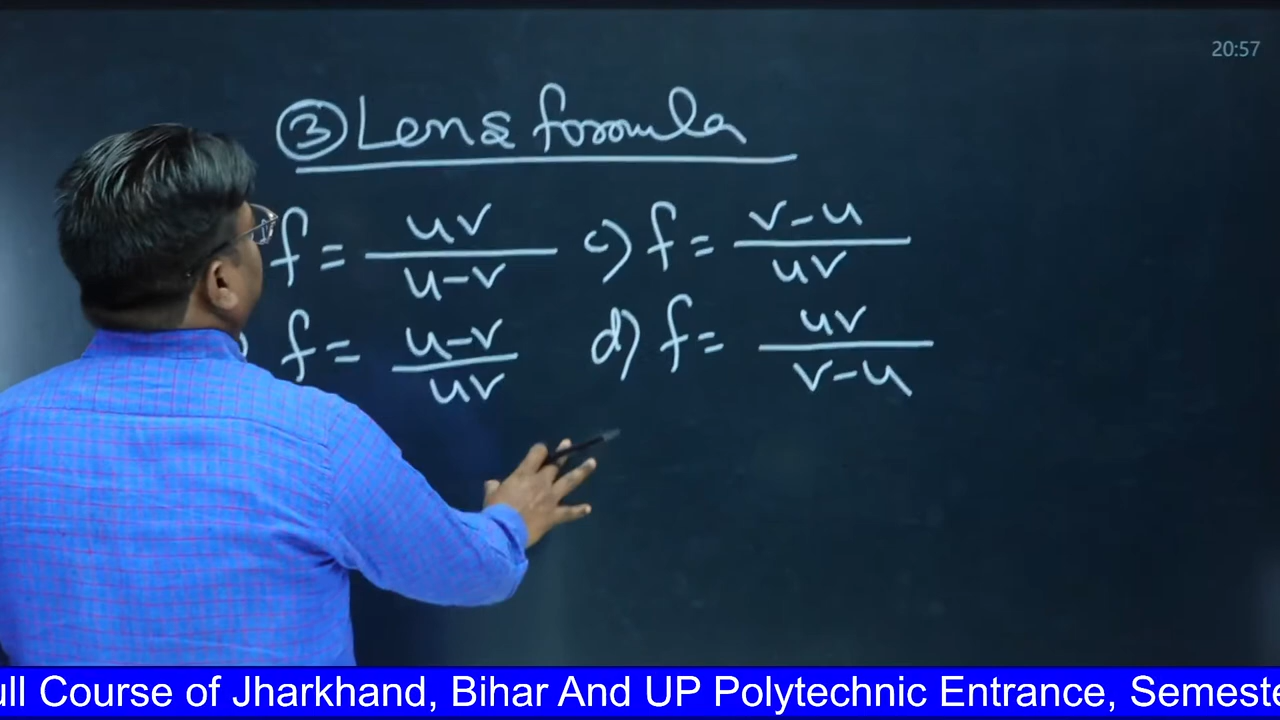 20:57
③ Lens formula
f = uv / u-v c) f = v-u / uv
) f = u-v / uv d) f = uv / v-u
ull Course of Jharkhand, Bihar And UP Polytechnic Entrance, Semeste